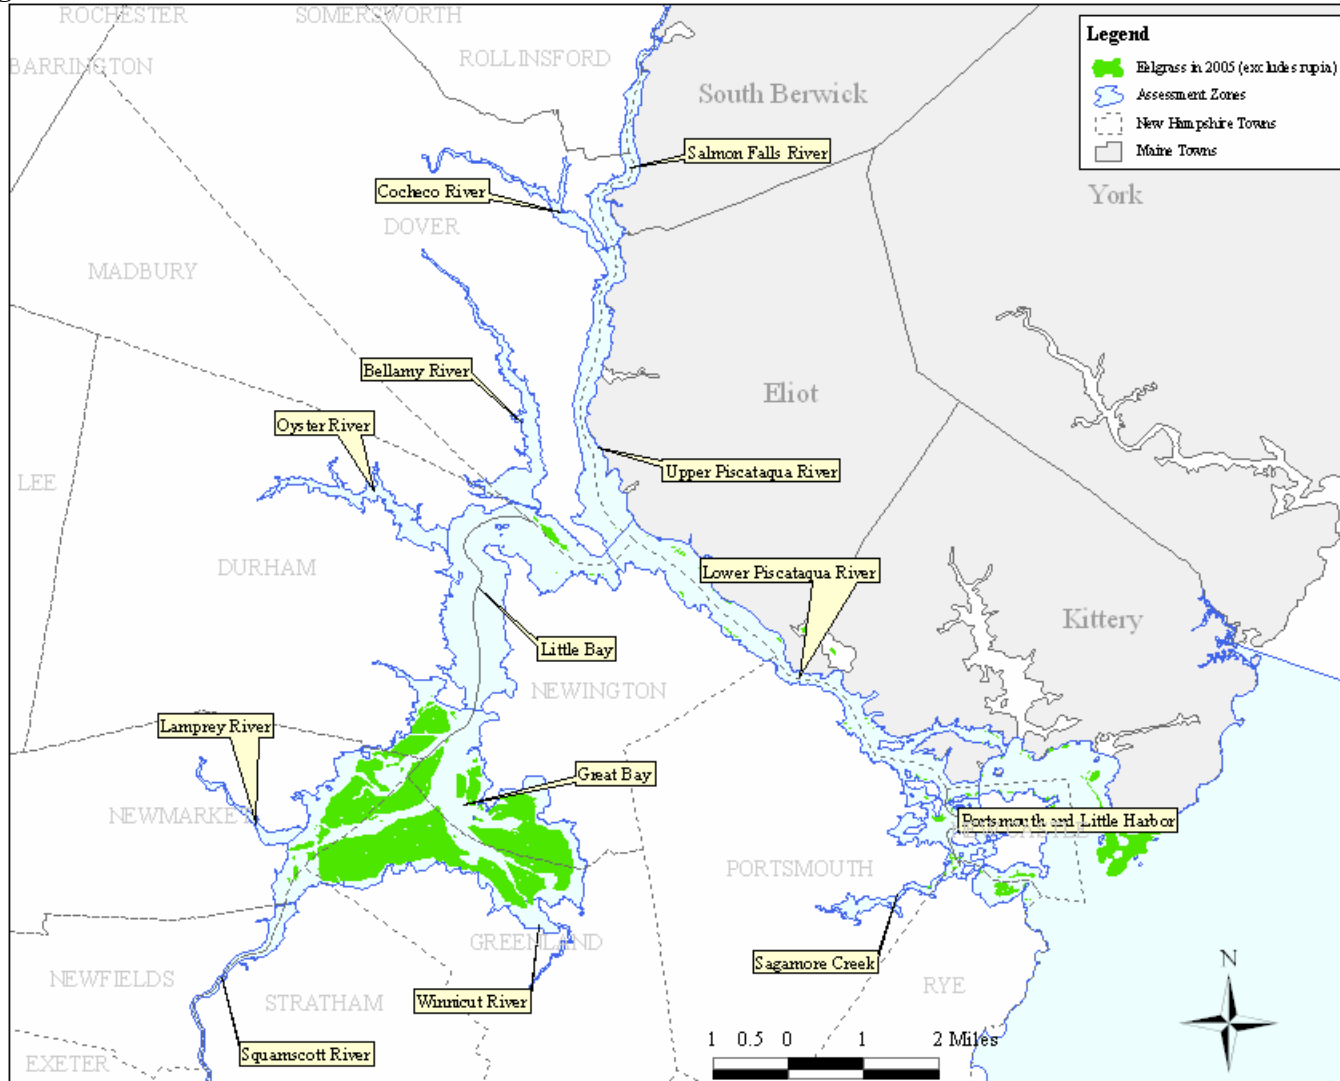 ROCHESTER
SOMERSWORTH
BARRINGTON
ROLLINSFORD
South Berwick
Legend
Eelgrass in 2005 (excludes rupia)
Assessment Zones
New Hampshire Towns
Maine Towns
Salmon Falls River
Cocheco River
York
DOVER
MADBURY
Bellamy River
Eliot
Oyster River
Upper Piscataqua River
LEE
DURHAM
Lower Piscataqua River
Kittery
Little Bay
NEWINGTON
Lamprey River
Great Bay
NEWMARKET
Portsmouth and Little Harbor
PORTSMOUTH
GREENLAND
Sagamore Creek
NEWFIELDS
STRATHAM
Winnicut River
RYE
N
Squamscott River
EXETER
1 0.5 0 1 2 Miles